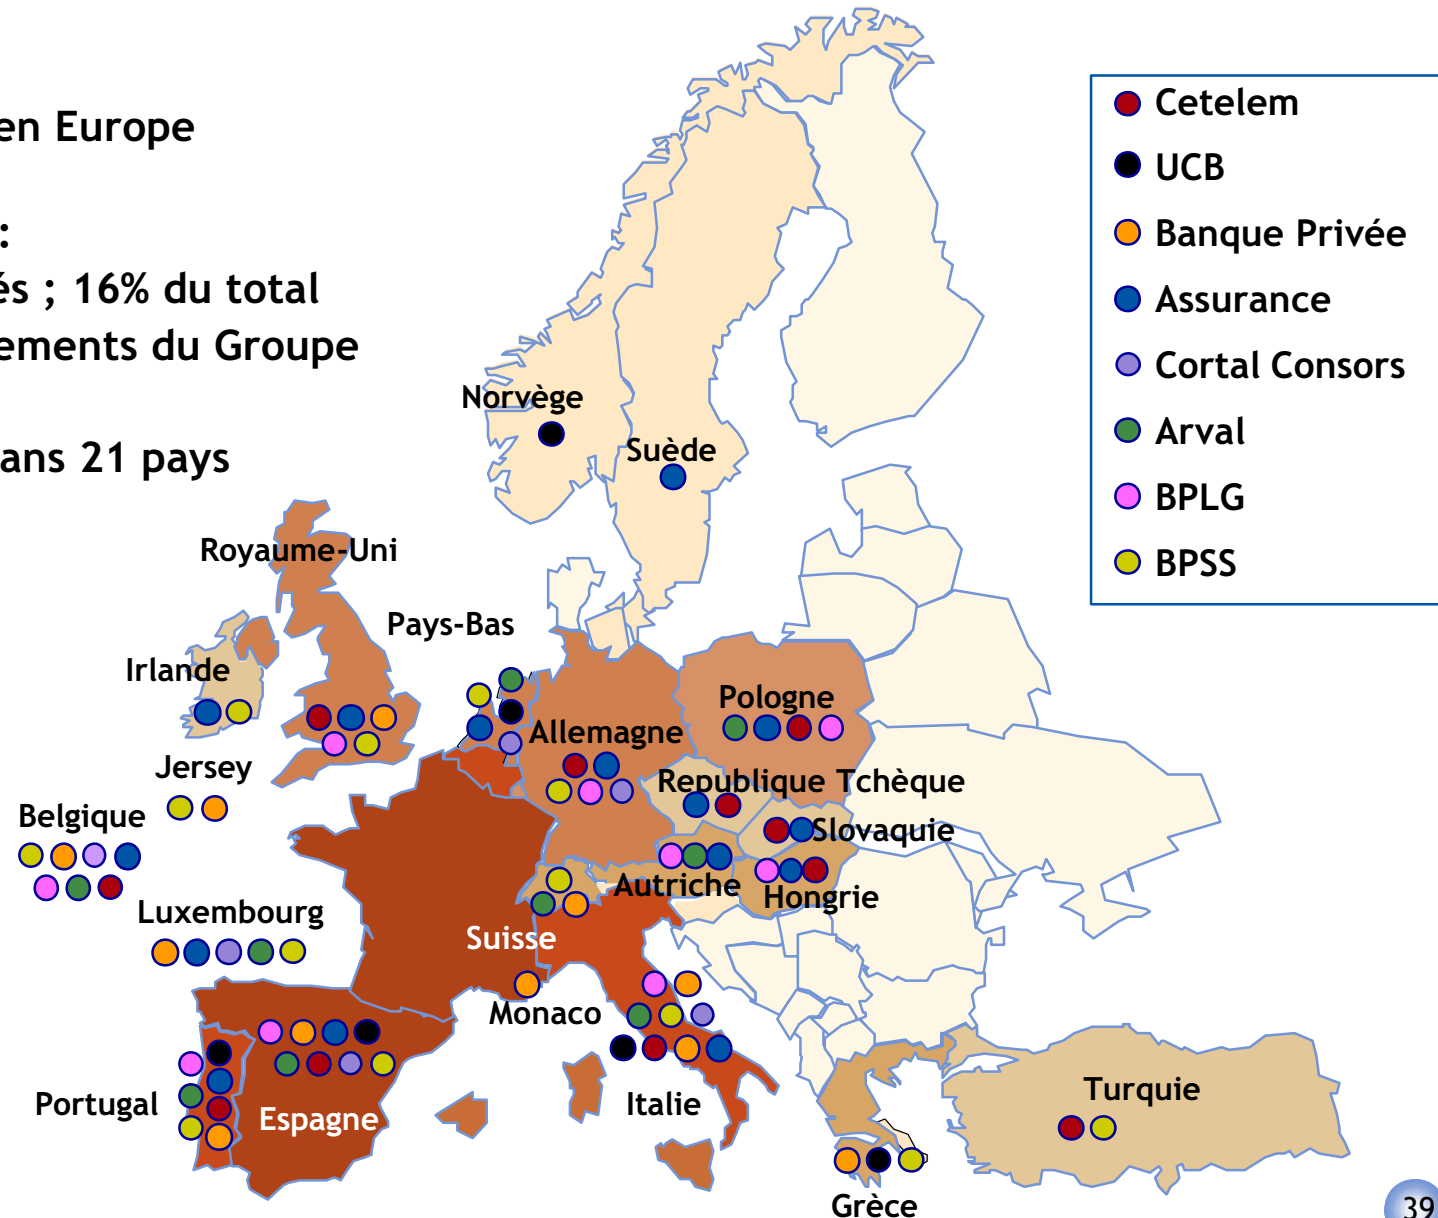 en Europe
:
és ; 16% du total
ements du Groupe
ans 21 pays
Cetelem
UCB
Banque Privée
Assurance
Cortal Consors
Arval
BPLG
BPSS
Norvège
Suède
Royaume-Uni
Pays-Bas
Irlande
Pologne
Allemagne
Jersey
Republique Tchèque
Belgique
Slovaquie
Autriche
Hongrie
Luxembourg
Suisse
Monaco
Portugal
Espagne
Italie
Turquie
Grèce
39